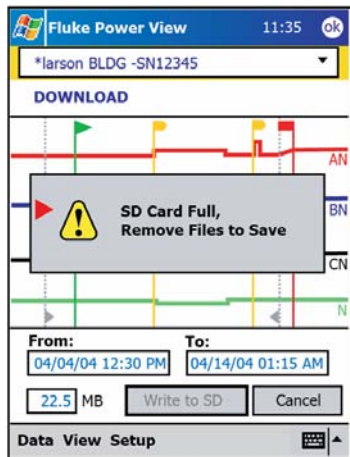 Fluke Power View 11:35 ok
*larson BLDG -SN12345
DOWNLOAD
AN
SD Card Full,
Remove Files to Save
BN
CN
N
From: To:
04/04/04 12:30 PM 04/14/04 01:15 AM
22.5 MB Write to SD Cancel
Data View Setup